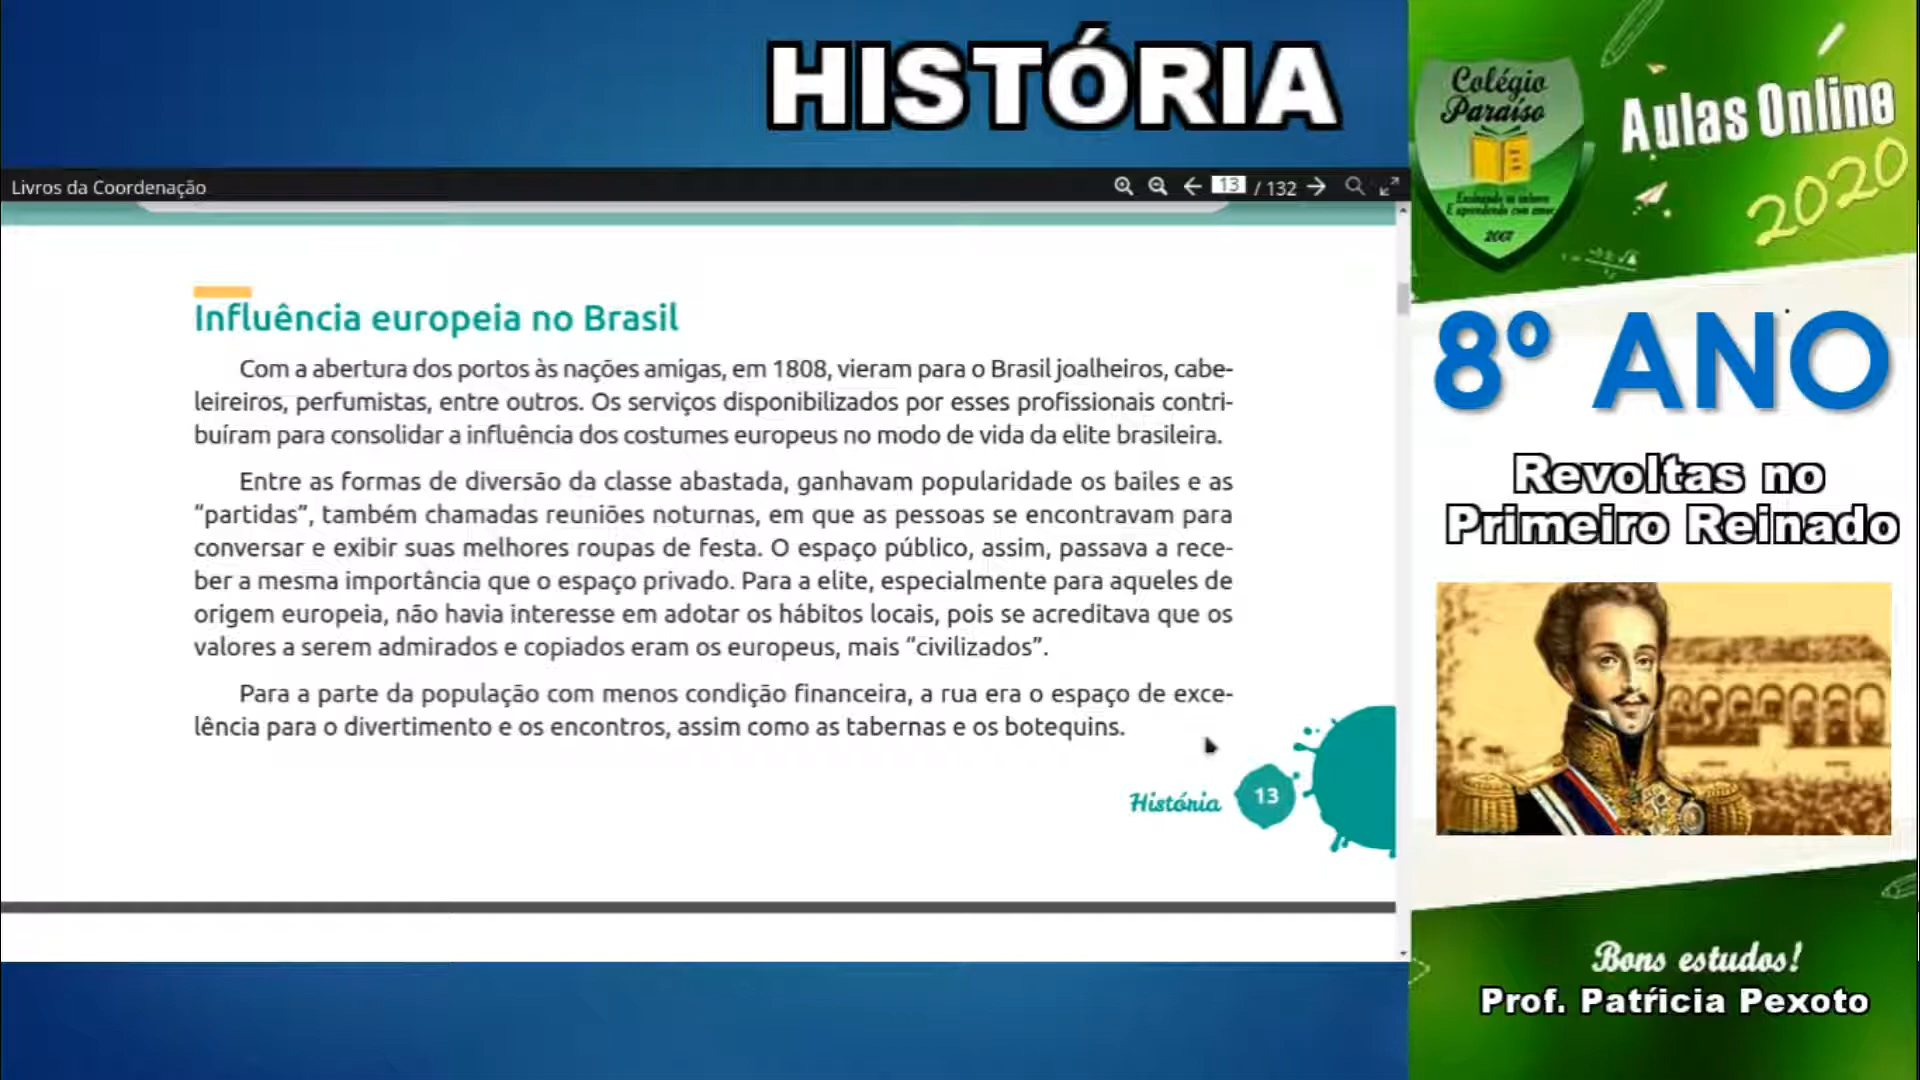 HISTÓRIA
Livros da Coordenação
13 / 132
Influência europeia no Brasil
Com a abertura dos portos às nações amigas, em 1808, vieram para o Brasil joalheiros, cabe-
leireiros, perfumistas, entre outros. Os serviços disponibilizados por esses profissionais contri-
buíram para consolidar a influência dos costumes europeus no modo de vida da elite brasileira.
Entre as formas de diversão da classe abastada, ganhavam popularidade os bailes e as
“partidas”, também chamadas reuniões noturnas, em que as pessoas se encontravam para
conversar e exibir suas melhores roupas de festa. O espaço público, assim, passava a rece-
ber a mesma importância que o espaço privado. Para a elite, especialmente para aqueles de
origem europeia, não havia interesse em adotar os hábitos locais, pois se acreditava que os
valores a serem admirados e copiados eram os europeus, mais “civilizados”.
Para a parte da população com menos condição financeira, a rua era o espaço de exce-
lência para o divertimento e os encontros, assim como as tabernas e os botequins.
História 13
Colégio
Paraíso
2007
Aulas Online
2020
8º ANO
Revoltas no
Primeiro Reinado
Bons estudos!
Prof. Patŕicia Pexoto